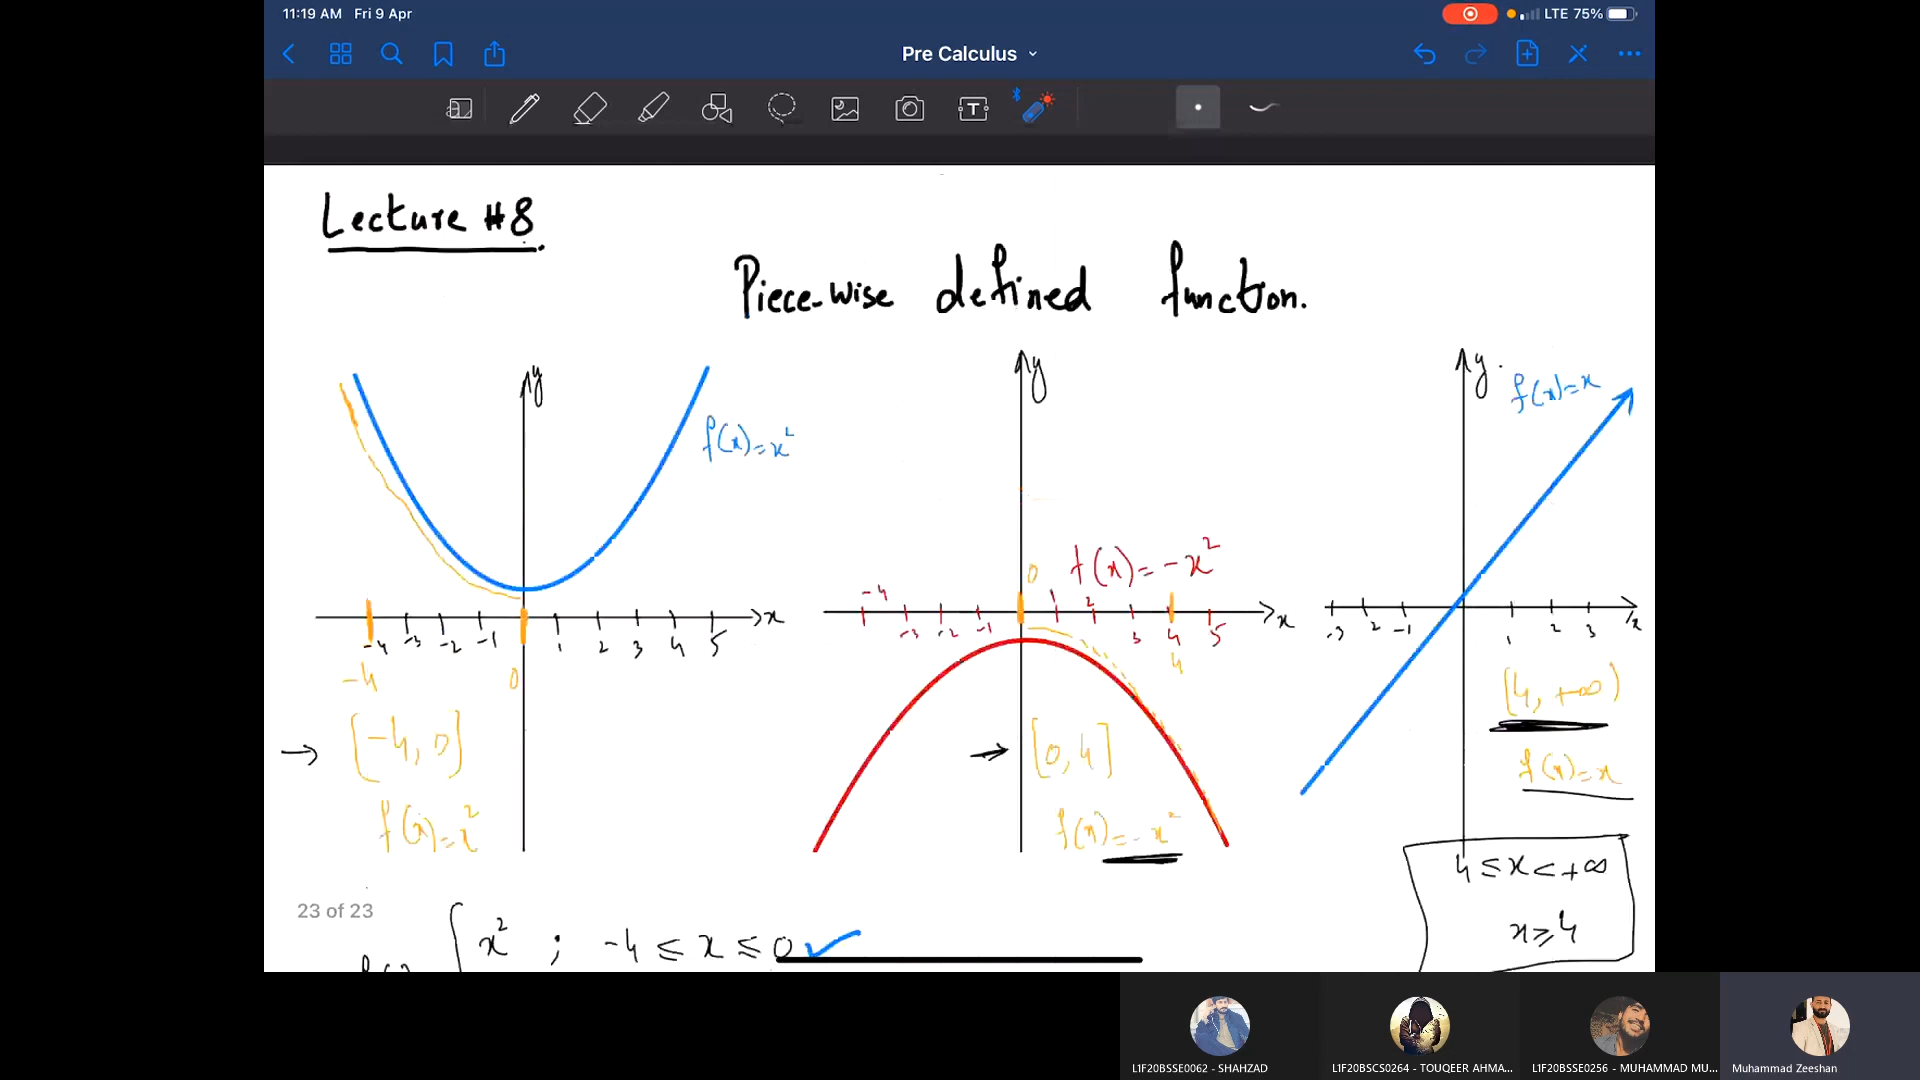 11:19 AM Fri 9 Apr
LTE 75%
Pre Calculus
T
Lecture #8
Piece-wise defined function.
y
y
y
f(x)=x
f(x)=x²
f(x)=-x²
0
-4 -3 -2 -1 1 2 3 4 5 x
-4 -3 -2 -1 1 2 3 4 5 x
-3 2 -1 1 2 3 x
-4 0
4
[4, +∞)
[-4, 0]
[0, 4]
f(x)=x
f(x)=x²
f(x)=-x²
4 ≤ x < +∞
x ≥ 4
23 of 23
x² ; -4 ≤ x ≤ 0
L1F20BSSE0062 - SHAHZAD
L1F20BSCS0264 - TOUQEER AHMA...
L1F20BSSE0256 - MUHAMMAD MU...
Muhammad Zeeshan